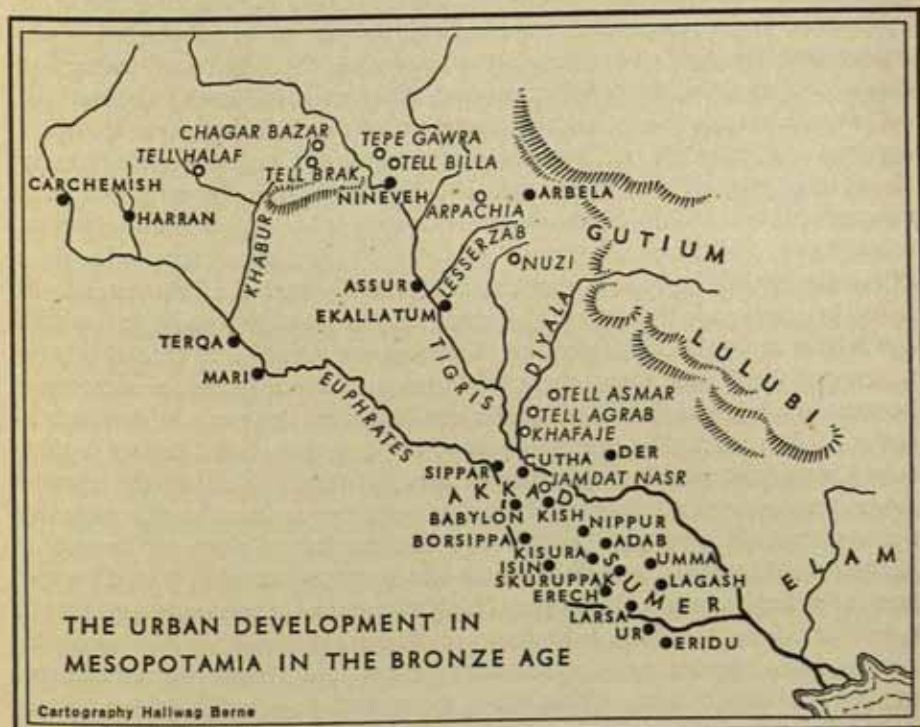 CHAGAR BAZAR
TEPE GAWRA
TELL HALAF
TELL BILLA
CARCHEMISH
TELL BRAK
NINEVEH
ARBELA
HARRAN
ARPACHIA
KHABUR
LESSERZAB
GUTIUM
NUZI
ASSUR
EKALLATUM
DIYALA
TERQA
TIGRIS
LULUBI
MARI
EUPHRATES
TELL ASMAR
TELL AGRAB
KHAFAJE
CUTHA
DER
SIPPAR
JAMDAT NASR
AKKAD
BABYLON
KISH
NIPPUR
BORSIPPA
ADAB
KISURA
UMMA
ISIN
SUMER
ELAM
SKURUPPAK
LAGASH
ERECH
LARSA
UR
ERIDU
THE URBAN DEVELOPMENT IN
MESOPOTAMIA IN THE BRONZE AGE
Cartography Hallwag Berne